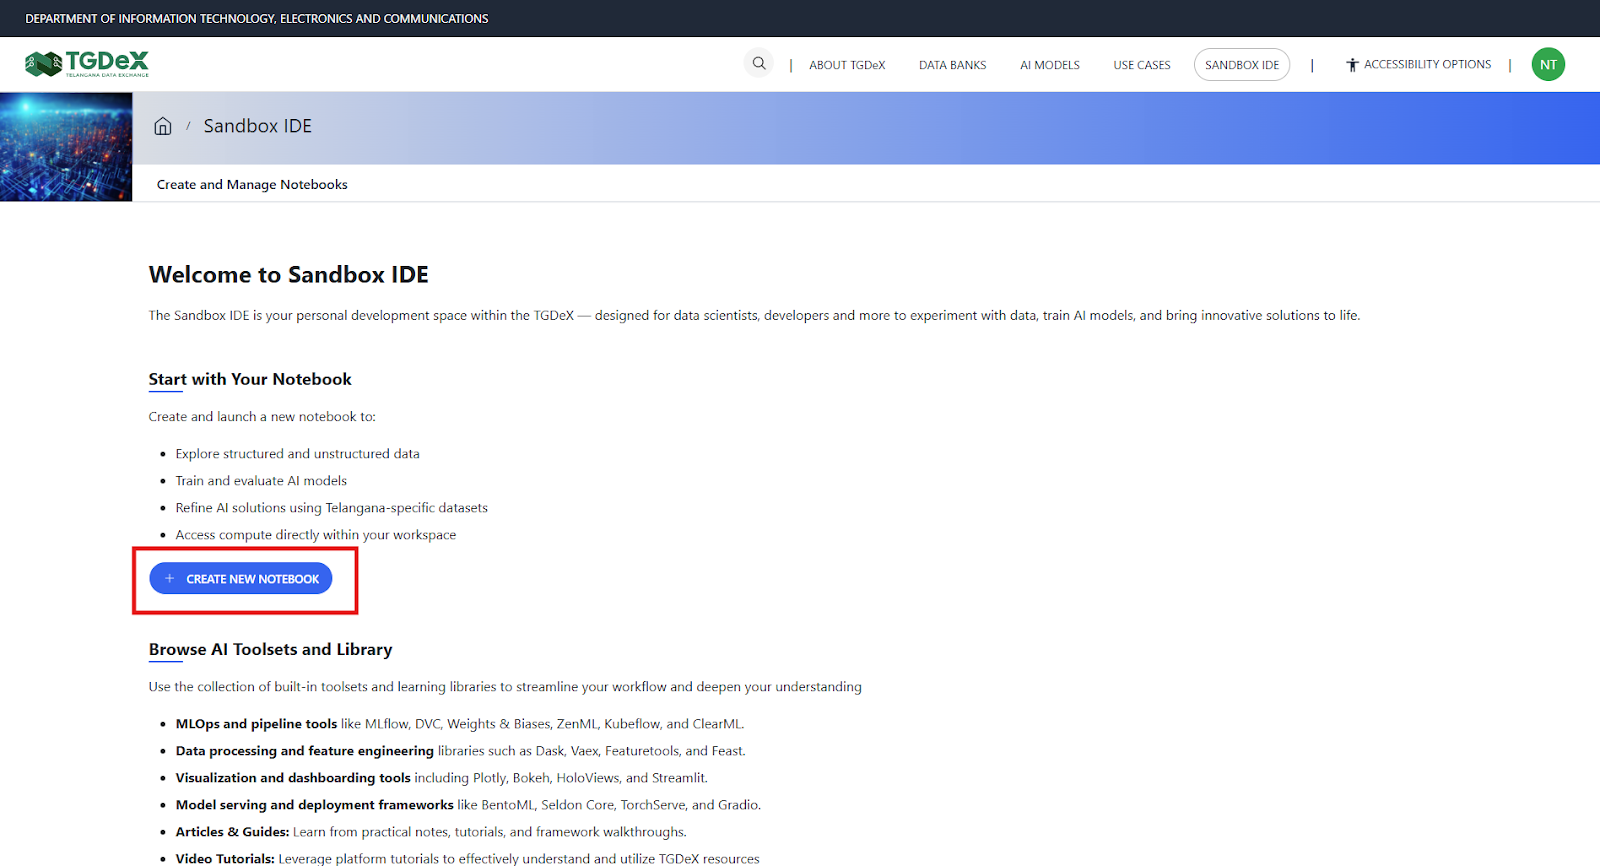 DEPARTMENT OF INFORMATION TECHNOLOGY, ELECTRONICS AND COMMUNICATIONS
TGDeX
TELANGANA DATA EXCHANGE
| ABOUT TGDeX DATA BANKS AI MODELS USE CASES SANDBOX IDE | ACCESSIBILITY OPTIONS | NT
/ Sandbox IDE
Create and Manage Notebooks
Welcome to Sandbox IDE
The Sandbox IDE is your personal development space within the TGDeX — designed for data scientists, developers and more to experiment with data, train AI models, and bring innovative solutions to life.
Start with Your Notebook
Create and launch a new notebook to:
• Explore structured and unstructured data
• Train and evaluate AI models
• Refine AI solutions using Telangana-specific datasets
• Access compute directly within your workspace
+ CREATE NEW NOTEBOOK
Browse AI Toolsets and Library
Use the collection of built-in toolsets and learning libraries to streamline your workflow and deepen your understanding
• MLOps and pipeline tools like MLflow, DVC, Weights & Biases, ZenML, Kubeflow, and ClearML.
• Data processing and feature engineering libraries such as Dask, Vaex, Featuretools, and Feast.
• Visualization and dashboarding tools including Plotly, Bokeh, HoloViews, and Streamlit.
• Model serving and deployment frameworks like BentoML, Seldon Core, TorchServe, and Gradio.
• Articles & Guides: Learn from practical notes, tutorials, and framework walkthroughs.
• Video Tutorials: Leverage platform tutorials to effectively understand and utilize TGDeX resources